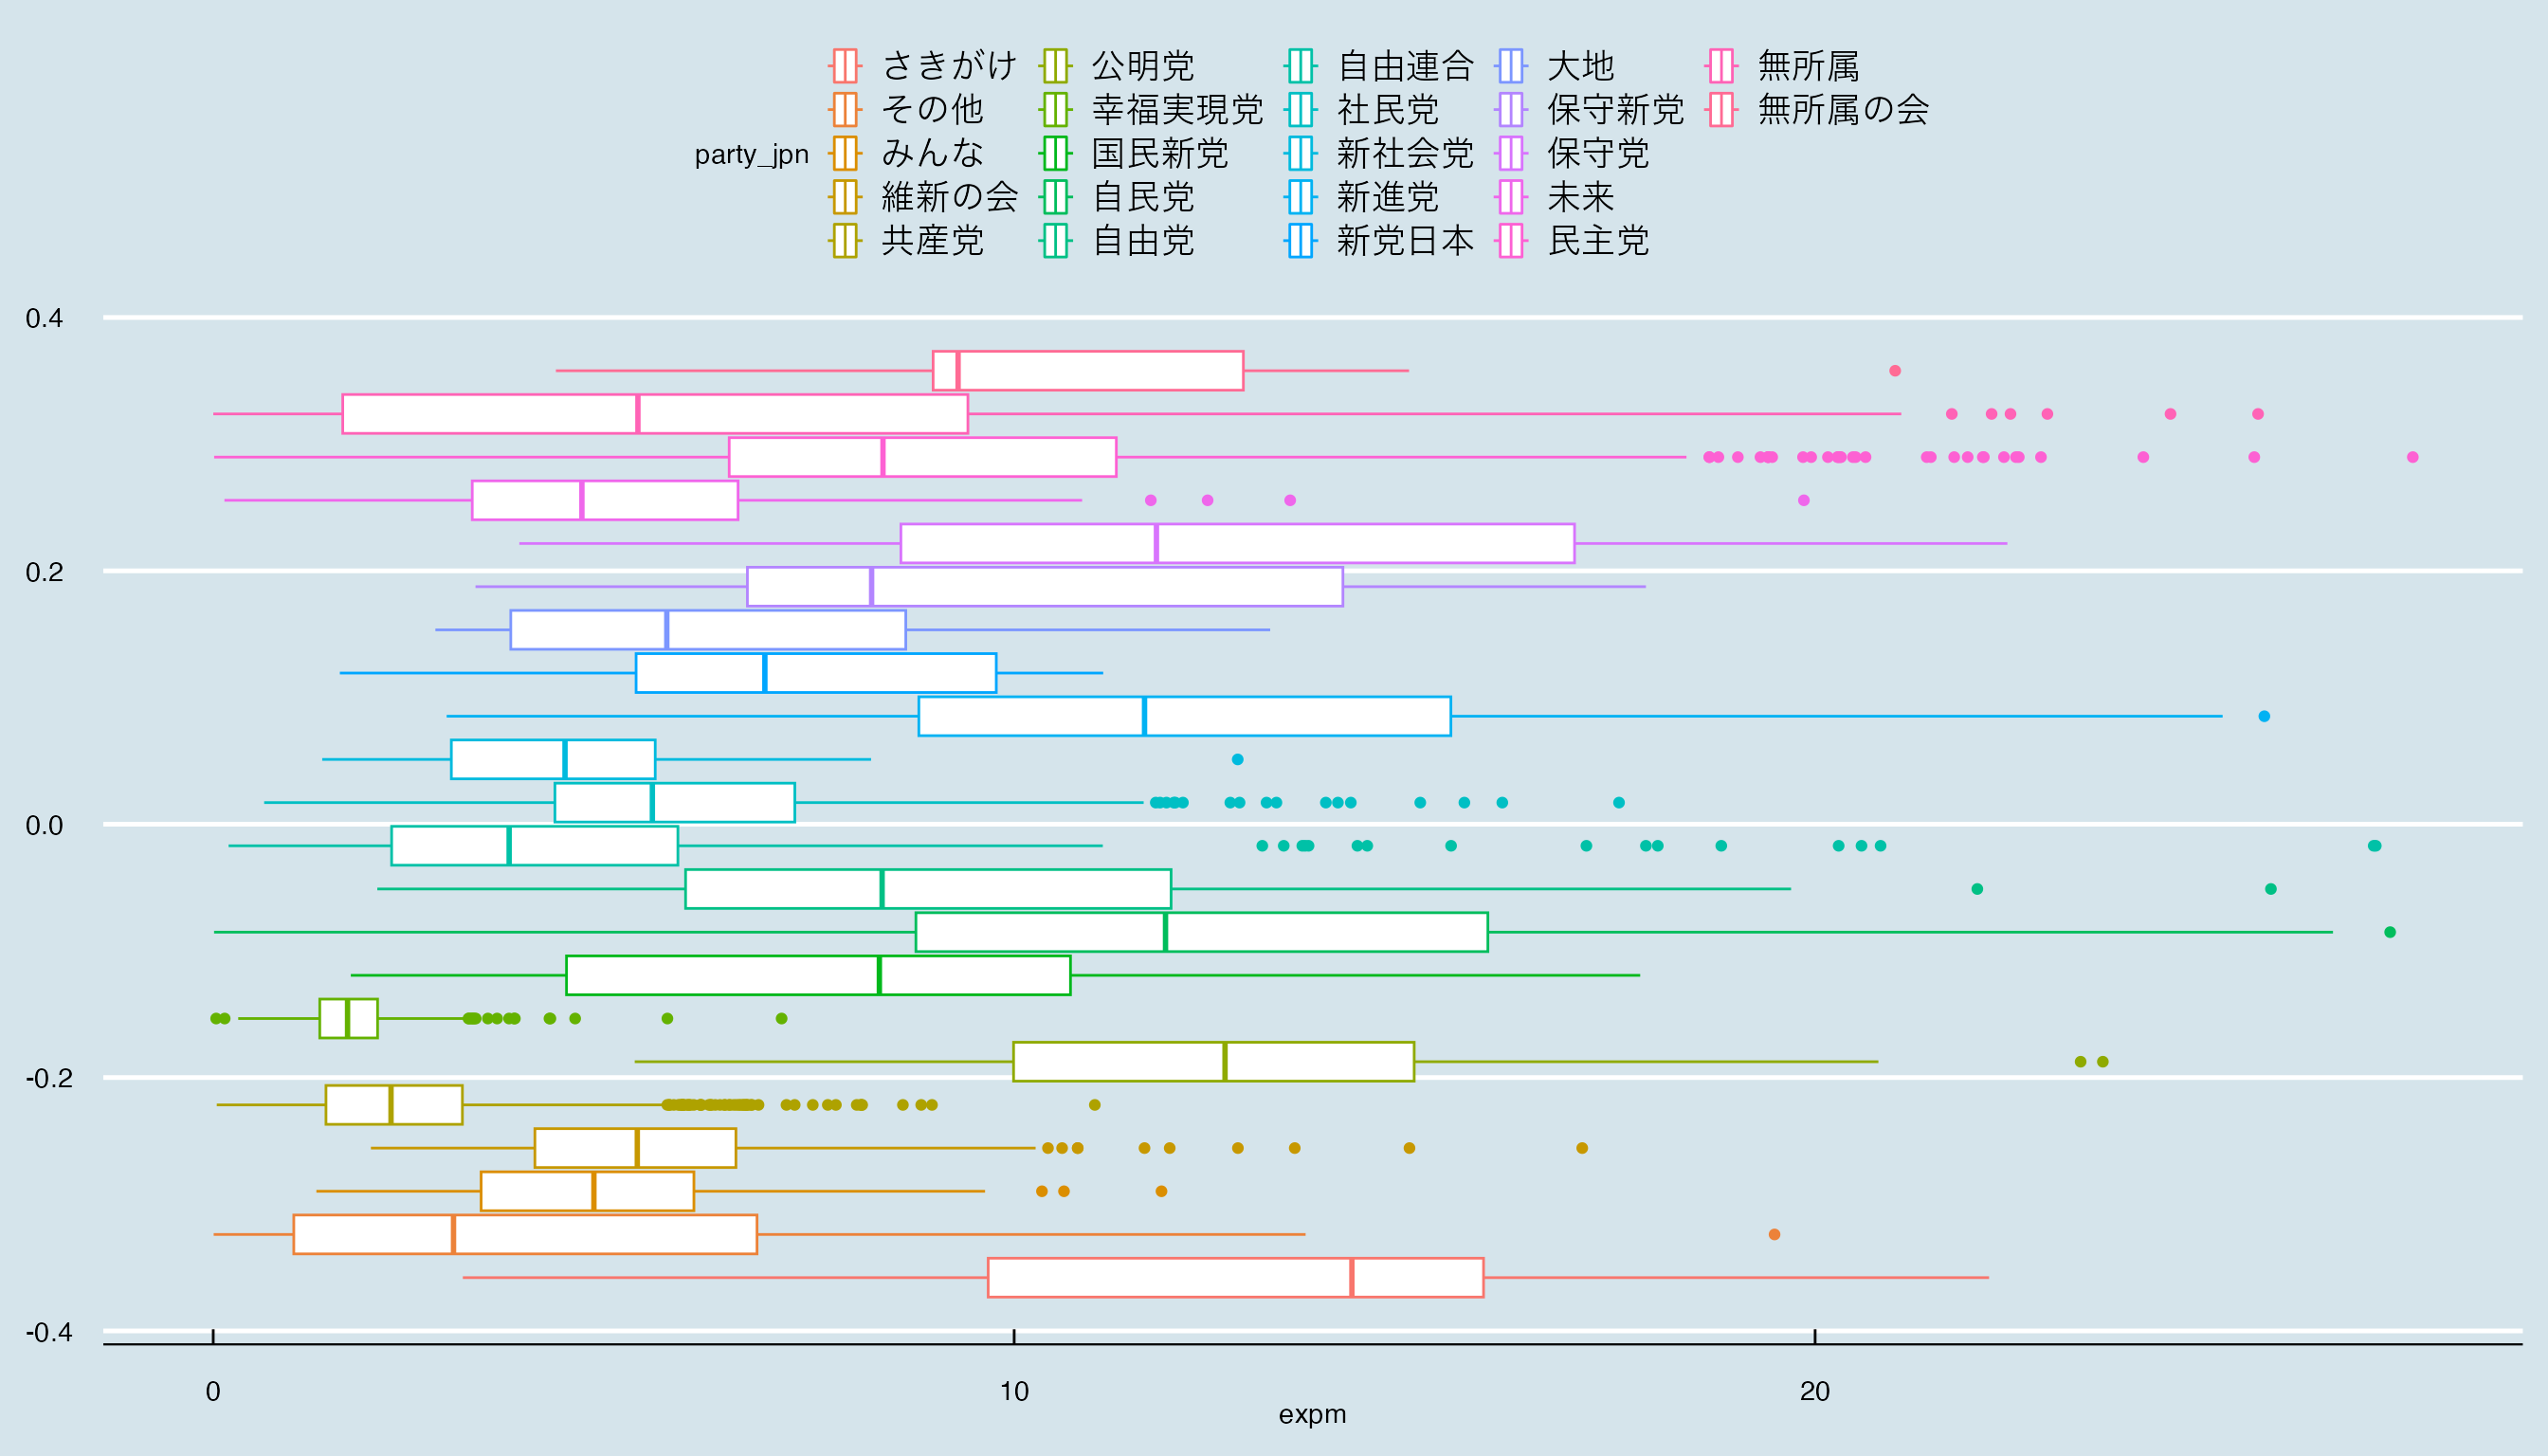 さきがけ 公明党 自由連合 大地 無所属
その他 幸福実現党 社民党 保守新党 無所属の会
party_jpn みんな 国民新党 新社会党 保守党
維新の会 自民党 新進党 未来
共産党 自由党 新党日本 民主党
0.4
0.2
0.0
-0.2
-0.4
0 10 20
expm